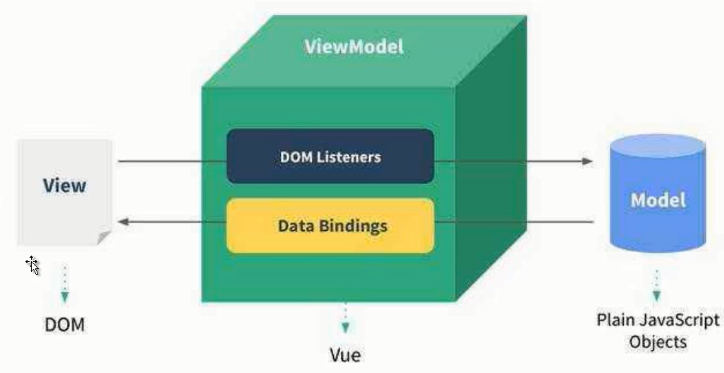 ViewModel
DOM Listeners
View
Data Bindings
Model
DOM
Vue
Plain JavaScript
Objects